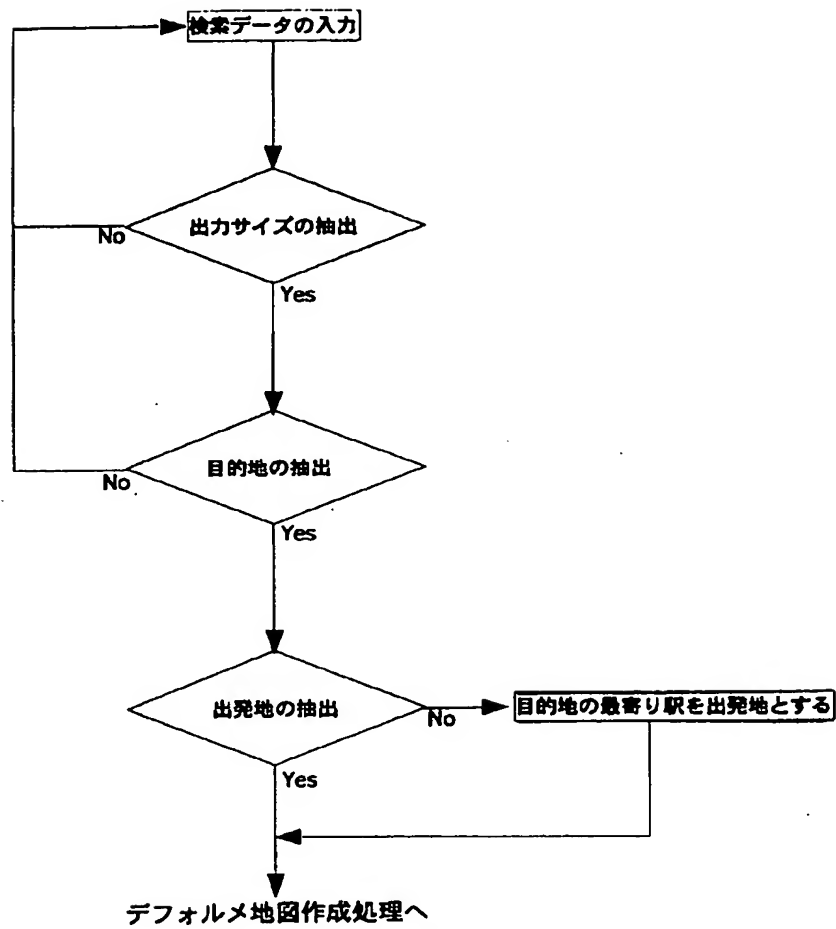 検索データの入力
出力サイズの抽出
No
Yes
目的地の抽出
No
Yes
出発地の抽出
No
目的地の最寄り駅を出発地とする
Yes
デフォルメ地図作成処理へ